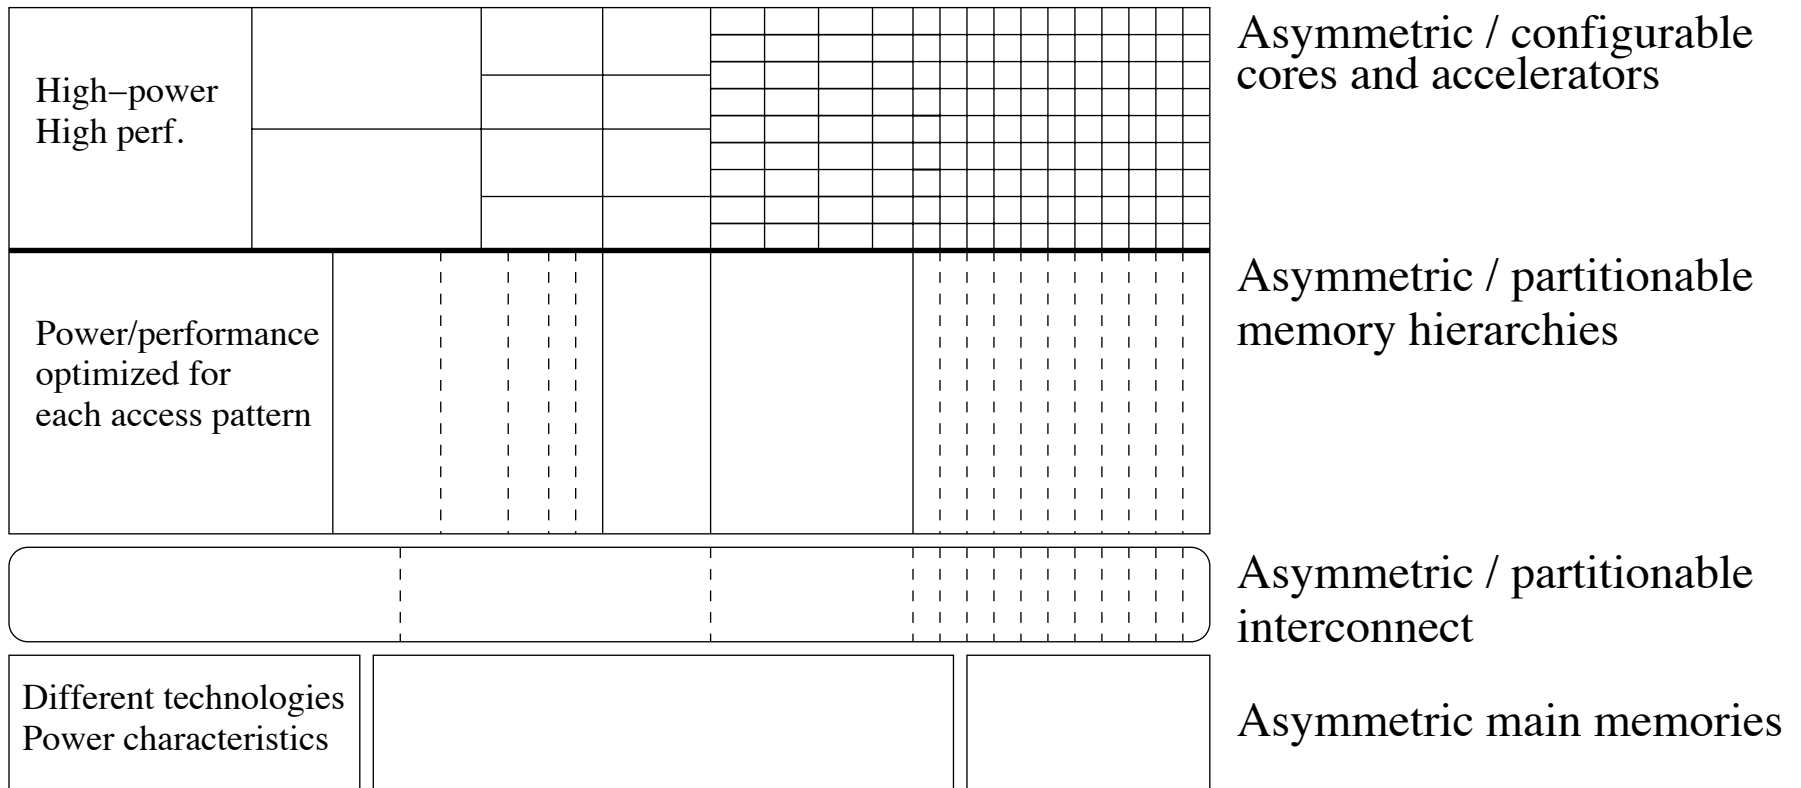 High–power
High perf.
Asymmetric / configurable
cores and accelerators
Power/performance
optimized for
each access pattern
Asymmetric / partitionable
memory hierarchies
Asymmetric / partitionable
interconnect
Different technologies
Power characteristics
Asymmetric main memories